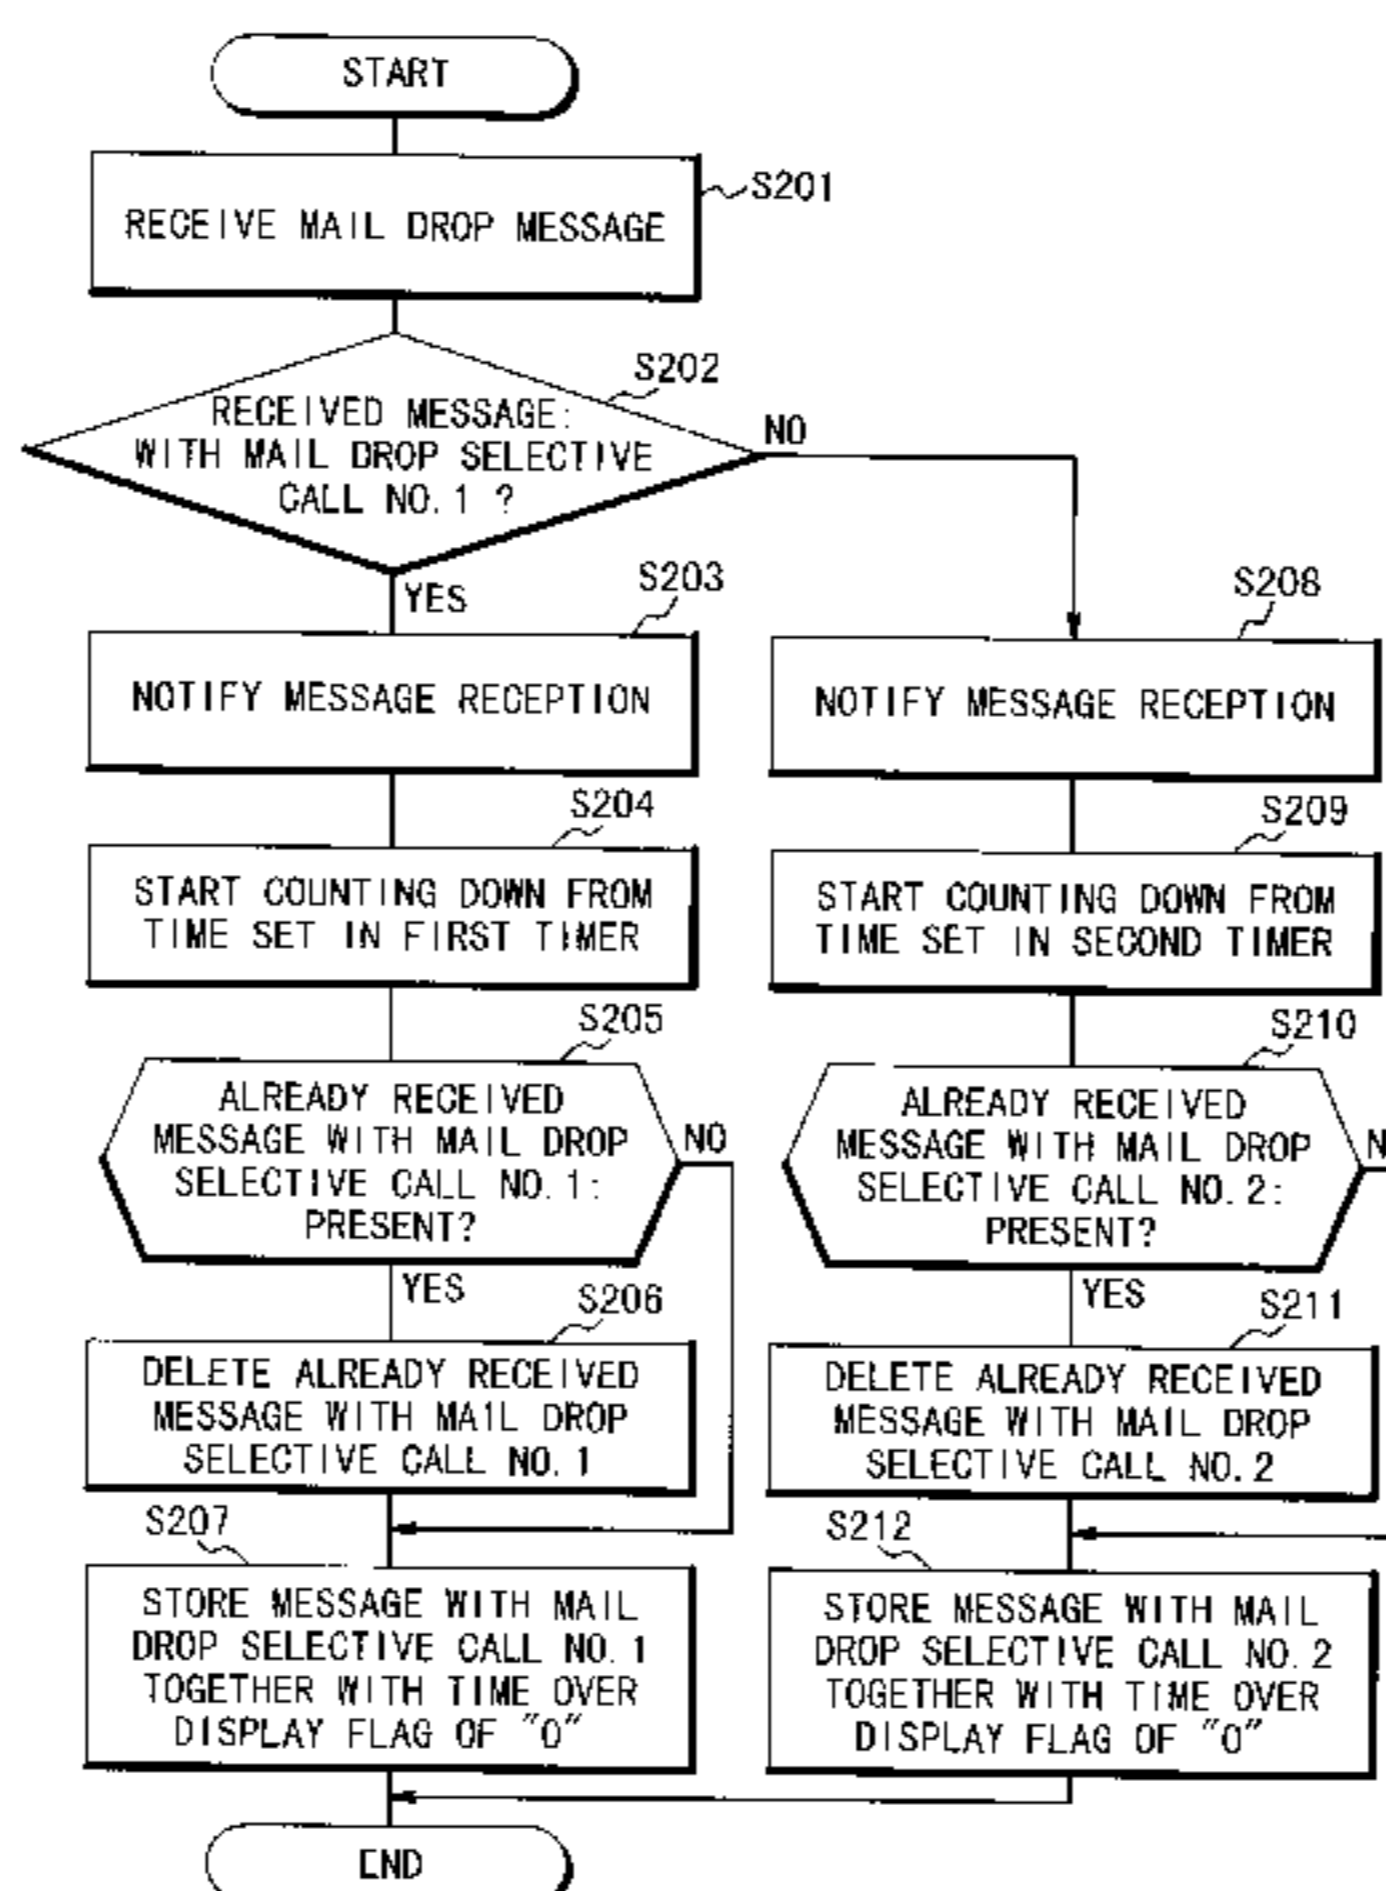 START
S201
RECEIVE MAIL DROP MESSAGE
S202
RECEIVED MESSAGE:
WITH MAIL DROP SELECTIVE
CALL NO.1 ?
NO
YES
S203
NOTIFY MESSAGE RECEPTION
S204
START COUNTING DOWN FROM
TIME SET IN FIRST TIMER
S205
ALREADY RECEIVED
MESSAGE WITH MAIL DROP
SELECTIVE CALL NO.1:
PRESENT?
NO
YES
S206
DELETE ALREADY RECEIVED
MESSAGE WITH MAIL DROP
SELECTIVE CALL NO.1
S207
STORE MESSAGE WITH MAIL
DROP SELECTIVE CALL NO.1
TOGETHER WITH TIME OVER
DISPLAY FLAG OF "0"
S208
NOTIFY MESSAGE RECEPTION
S209
START COUNTING DOWN FROM
TIME SET IN SECOND TIMER
S210
ALREADY RECEIVED
MESSAGE WITH MAIL DROP
SELECTIVE CALL NO.2:
PRESENT?
YES
S211
DELETE ALREADY RECEIVED
MESSAGE WITH MAIL DROP
SELECTIVE CALL NO.2
S212
STORE MESSAGE WITH MAIL
DROP SELECTIVE CALL NO.2
TOGETHER WITH TIME OVER
DISPLAY FLAG OF "0"
END